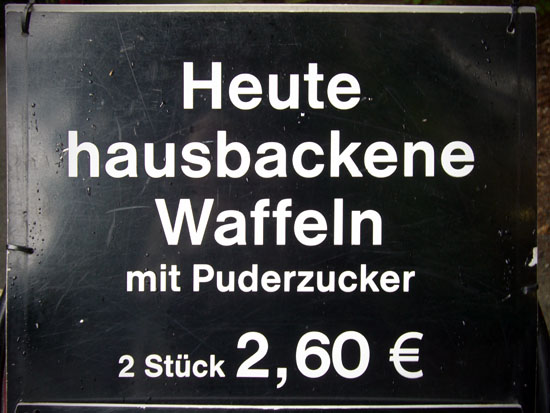 Heute
hausbackene
Waffeln
mit Puderzucker
2 Stück 2,60 €